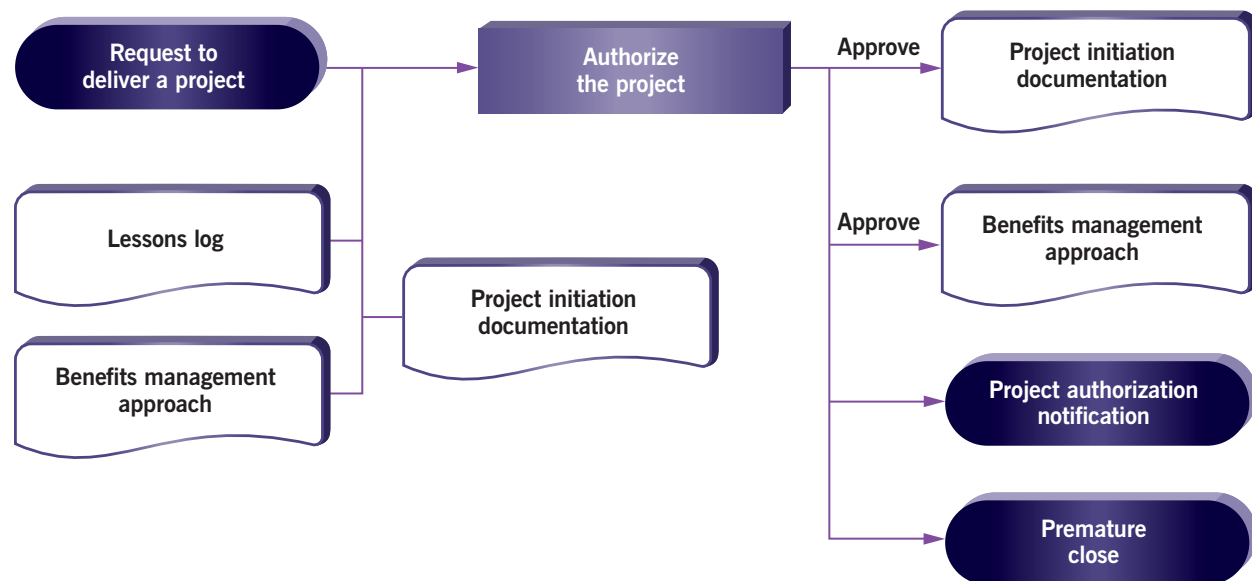 Request to
deliver a project
Authorize
the project
Approve
Project initiation
documentation
Lessons log
Approve
Benefits management
approach
Project initiation
documentation
Benefits management
approach
Project authorization
notification
Premature
close